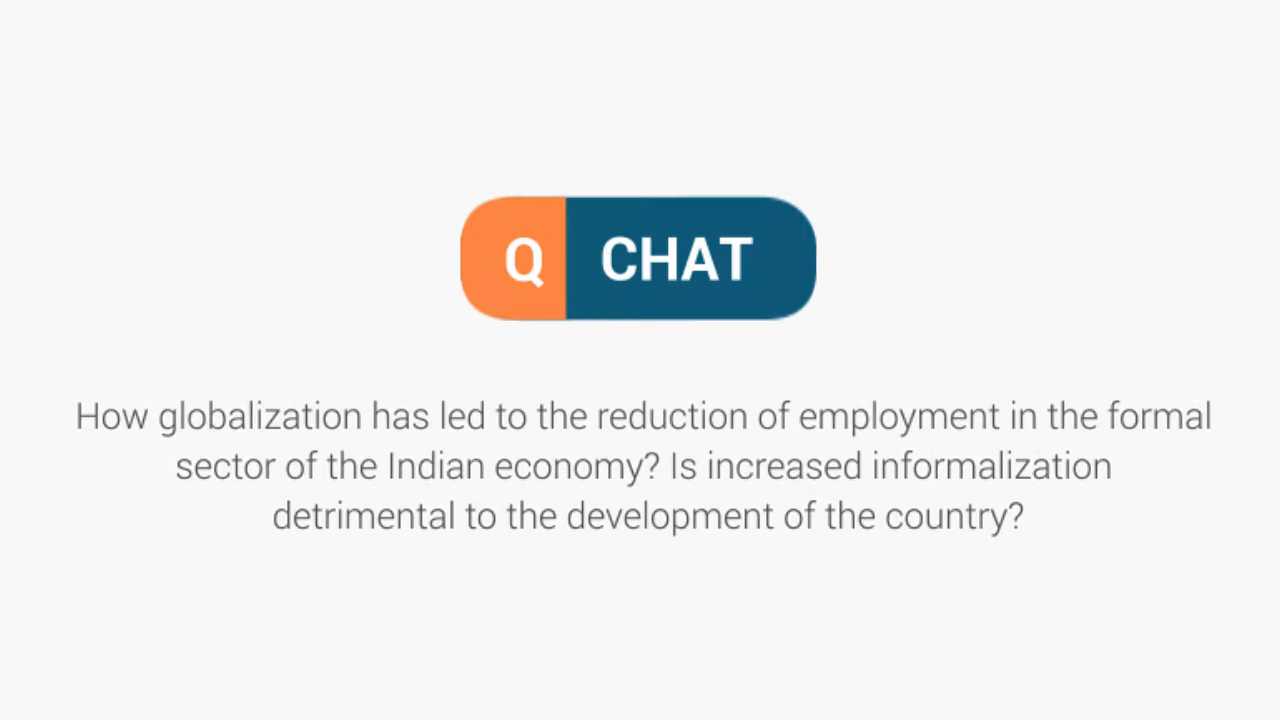 Q CHAT
How globalization has led to the reduction of employment in the formal
sector of the Indian economy? Is increased informalization
detrimental to the development of the country?